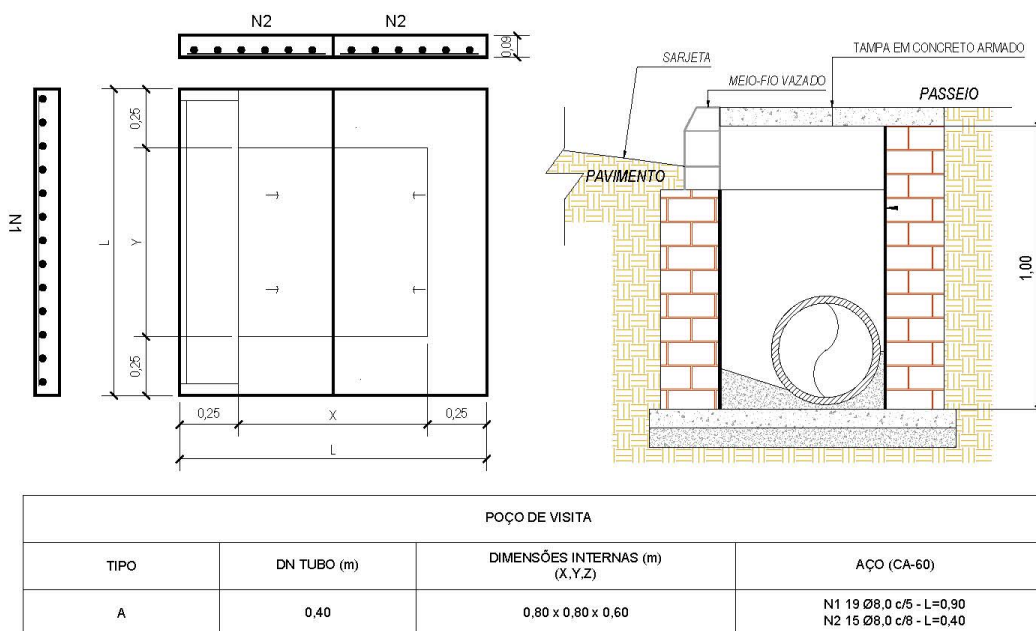 N2 N2
0,09
SARJETA
TAMPA EM CONCRETO ARMADO
MEIO-FIO VAZADO
PASSEIO
0,25
PAVIMENTO
N1
L
Y
1,00
0,25
0,25 X 0,25
L
POÇO DE VISITA
TIPO DN TUBO (m) DIMENSÕES INTERNAS (m) AÇO (CA-60)
(X,Y,Z)
A 0,40 0,80 x 0,80 x 0,60 N1 19 Ø8,0 c/5 - L=0,90
N2 15 Ø8,0 c/8 - L=0,40